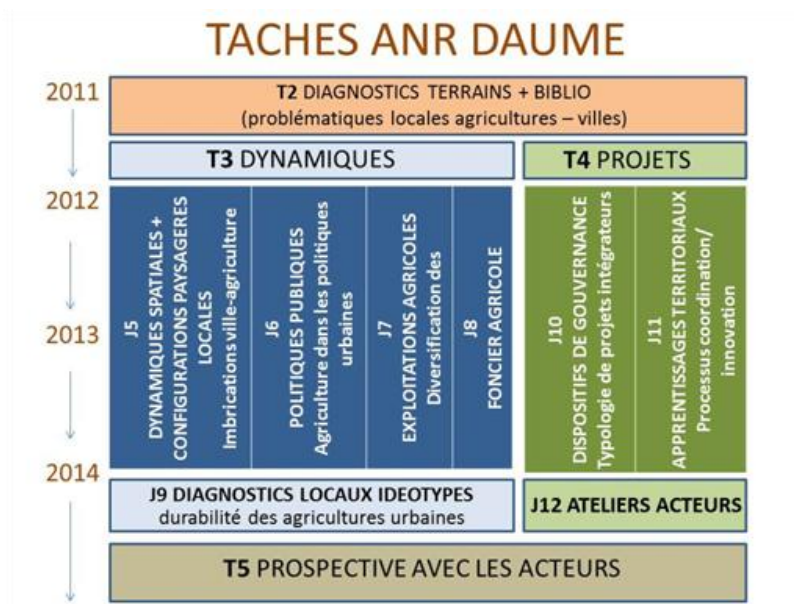 TACHES ANR DAUME
2011
T2 DIAGNOSTICS TERRAINS + BIBLIO
(problématiques locales agricultures – villes)
T3 DYNAMIQUES
T4 PROJETS
2012
2013
2014
J5
DYNAMIQUES SPATIALES +
CONFIGURATIONS PAYSAGERES
LOCALES
Imbrications ville-agriculture
J6
POLITIQUES PUBLIQUES
Agriculture dans les politiques
urbaines
J7
EXPLOITATIONS AGRICOLES
Diversification des
J8
FONCIER AGRICOLE
J10
DISPOSITIFS DE GOUVERNANCE
Typologie de projets intégrateurs
J11
APPRENTISSAGES TERRITORIAUX
Processus coordination/
innovation
J9 DIAGNOSTICS LOCAUX IDEOTYPES
durabilité des agricultures urbaines
J12 ATELIERS ACTEURS
T5 PROSPECTIVE AVEC LES ACTEURS